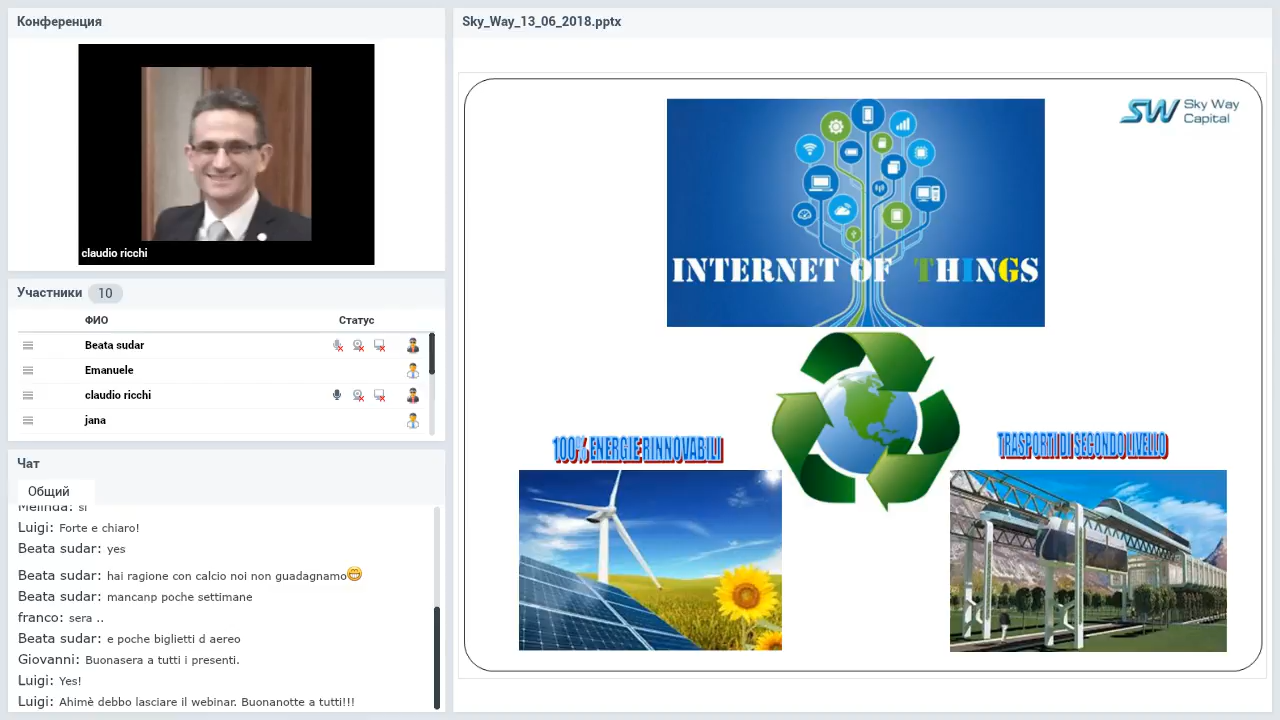 Конференция
claudio ricchi
Участники 10
ФИО Статус
Beata sudar
Emanuele
claudio ricchi
jana
Чат
Общий
Melinda: si
Luigi: Forte e chiaro!
Beata sudar: yes
Beata sudar: hai ragione con calcio noi non guadagnamo
Beata sudar: mancanp poche settimane
franco: sera ..
Beata sudar: e poche biglietti d aereo
Giovanni: Buonasera a tutti i presenti.
Luigi: Yes!
Luigi: Ahimè debbo lasciare il webinar. Buonanotte a tutti!!!
Sky_Way_13_06_2018.pptx
SW Sky Way
Capital
INTERNET OF THINGS
100% ENERGIE RINNOVABILI
TRASPORTI DI SECONDO LIVELLO